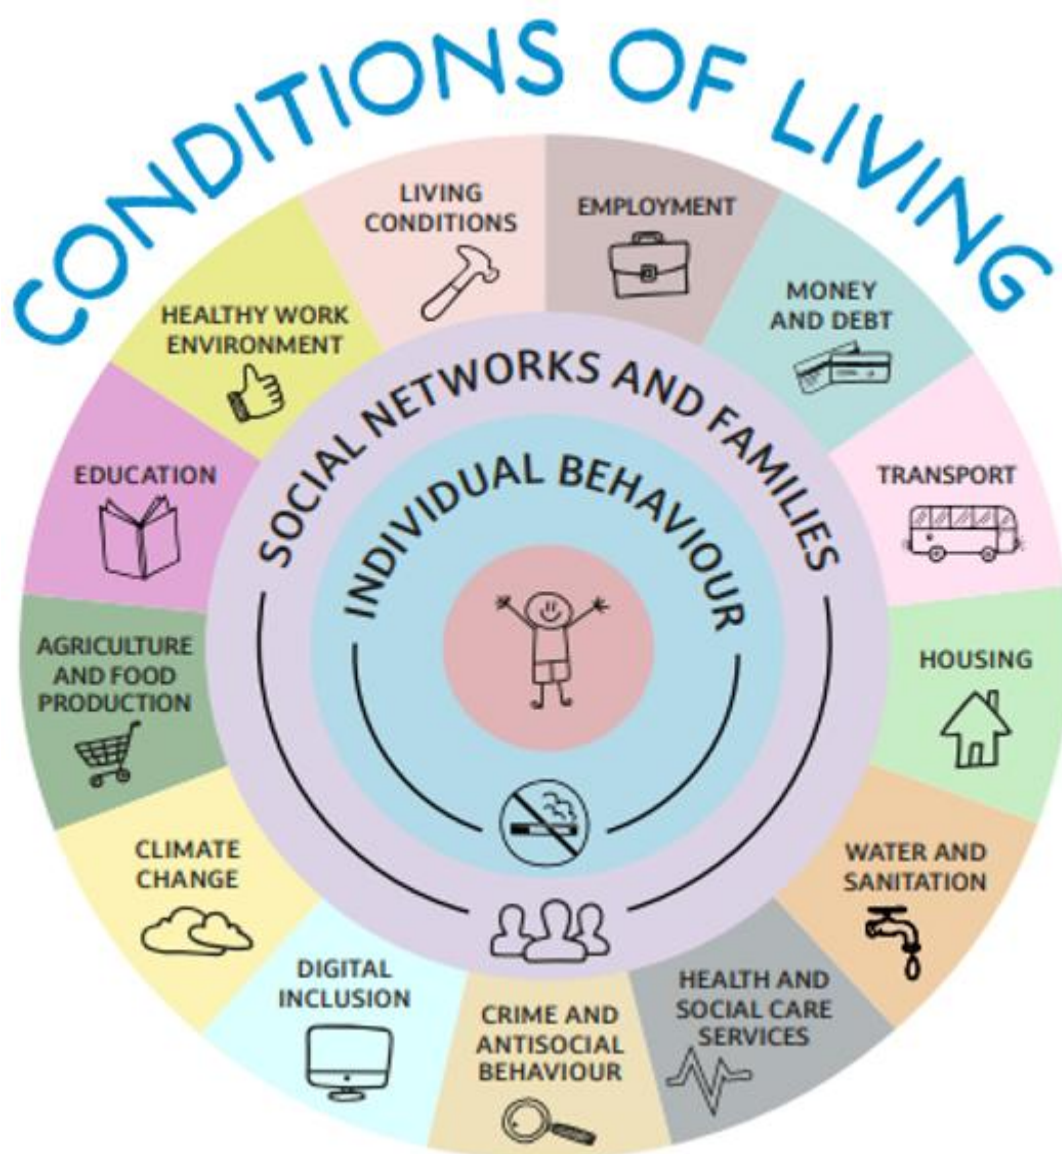 CONDITIONS OF LIVING
LIVING
CONDITIONS
EMPLOYMENT
MONEY
AND DEBT
TRANSPORT
HOUSING
WATER AND
SANITATION
HEALTH AND
SOCIAL CARE
SERVICES
CRIME AND
ANTISOCIAL
BEHAVIOUR
DIGITAL
INCLUSION
CLIMATE
CHANGE
AGRICULTURE
AND FOOD
PRODUCTION
EDUCATION
HEALTHY WORK
ENVIRONMENT
SOCIAL NETWORKS AND FAMILIES
INDIVIDUAL BEHAVIOUR